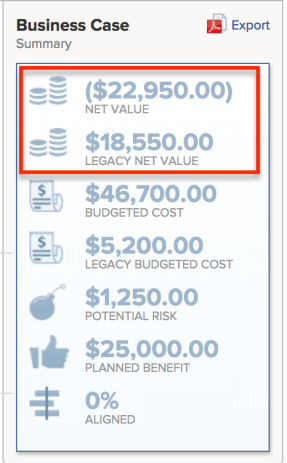 Business Case
Export
Summary
($22,950.00)
NET VALUE
$18,550.00
LEGACY NET VALUE
$46,700.00
BUDGETED COST
$5,200.00
LEGACY BUDGETED COST
$1,250.00
POTENTIAL RISK
$25,000.00
PLANNED BENEFIT
0%
ALIGNED